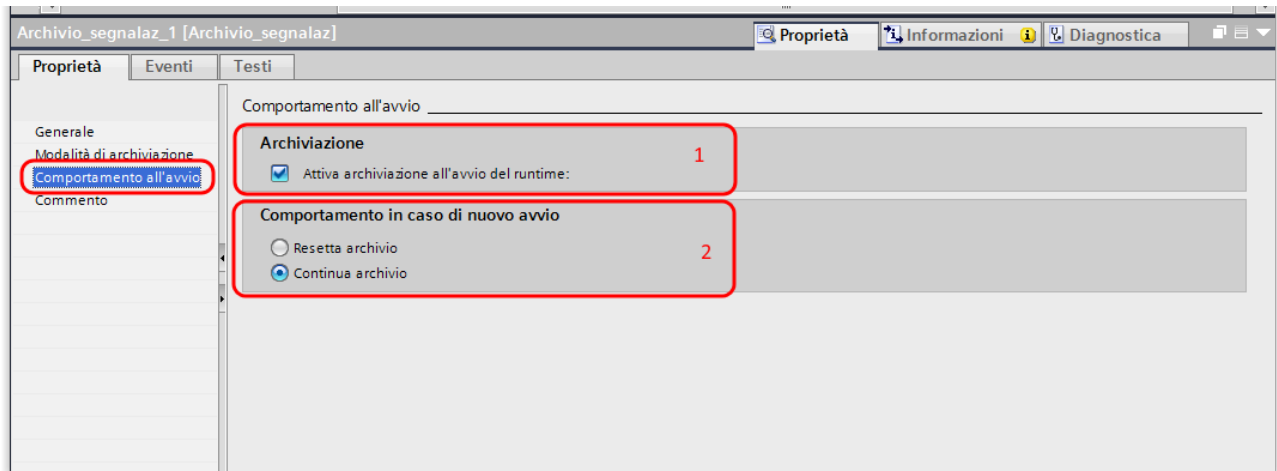 Archivio_segnalaz_1 [Archivio_segnalaz]
Proprietà
Informazioni
Diagnostica
Proprietà
Eventi
Testi
Comportamento all'avvio
Generale
Modalità di archiviazione
Comportamento all'avvio
Commento
Archiviazione
1
Attiva archiviazione all'avvio del runtime:
Comportamento in caso di nuovo avvio
Resetta archivio
2
Continua archivio